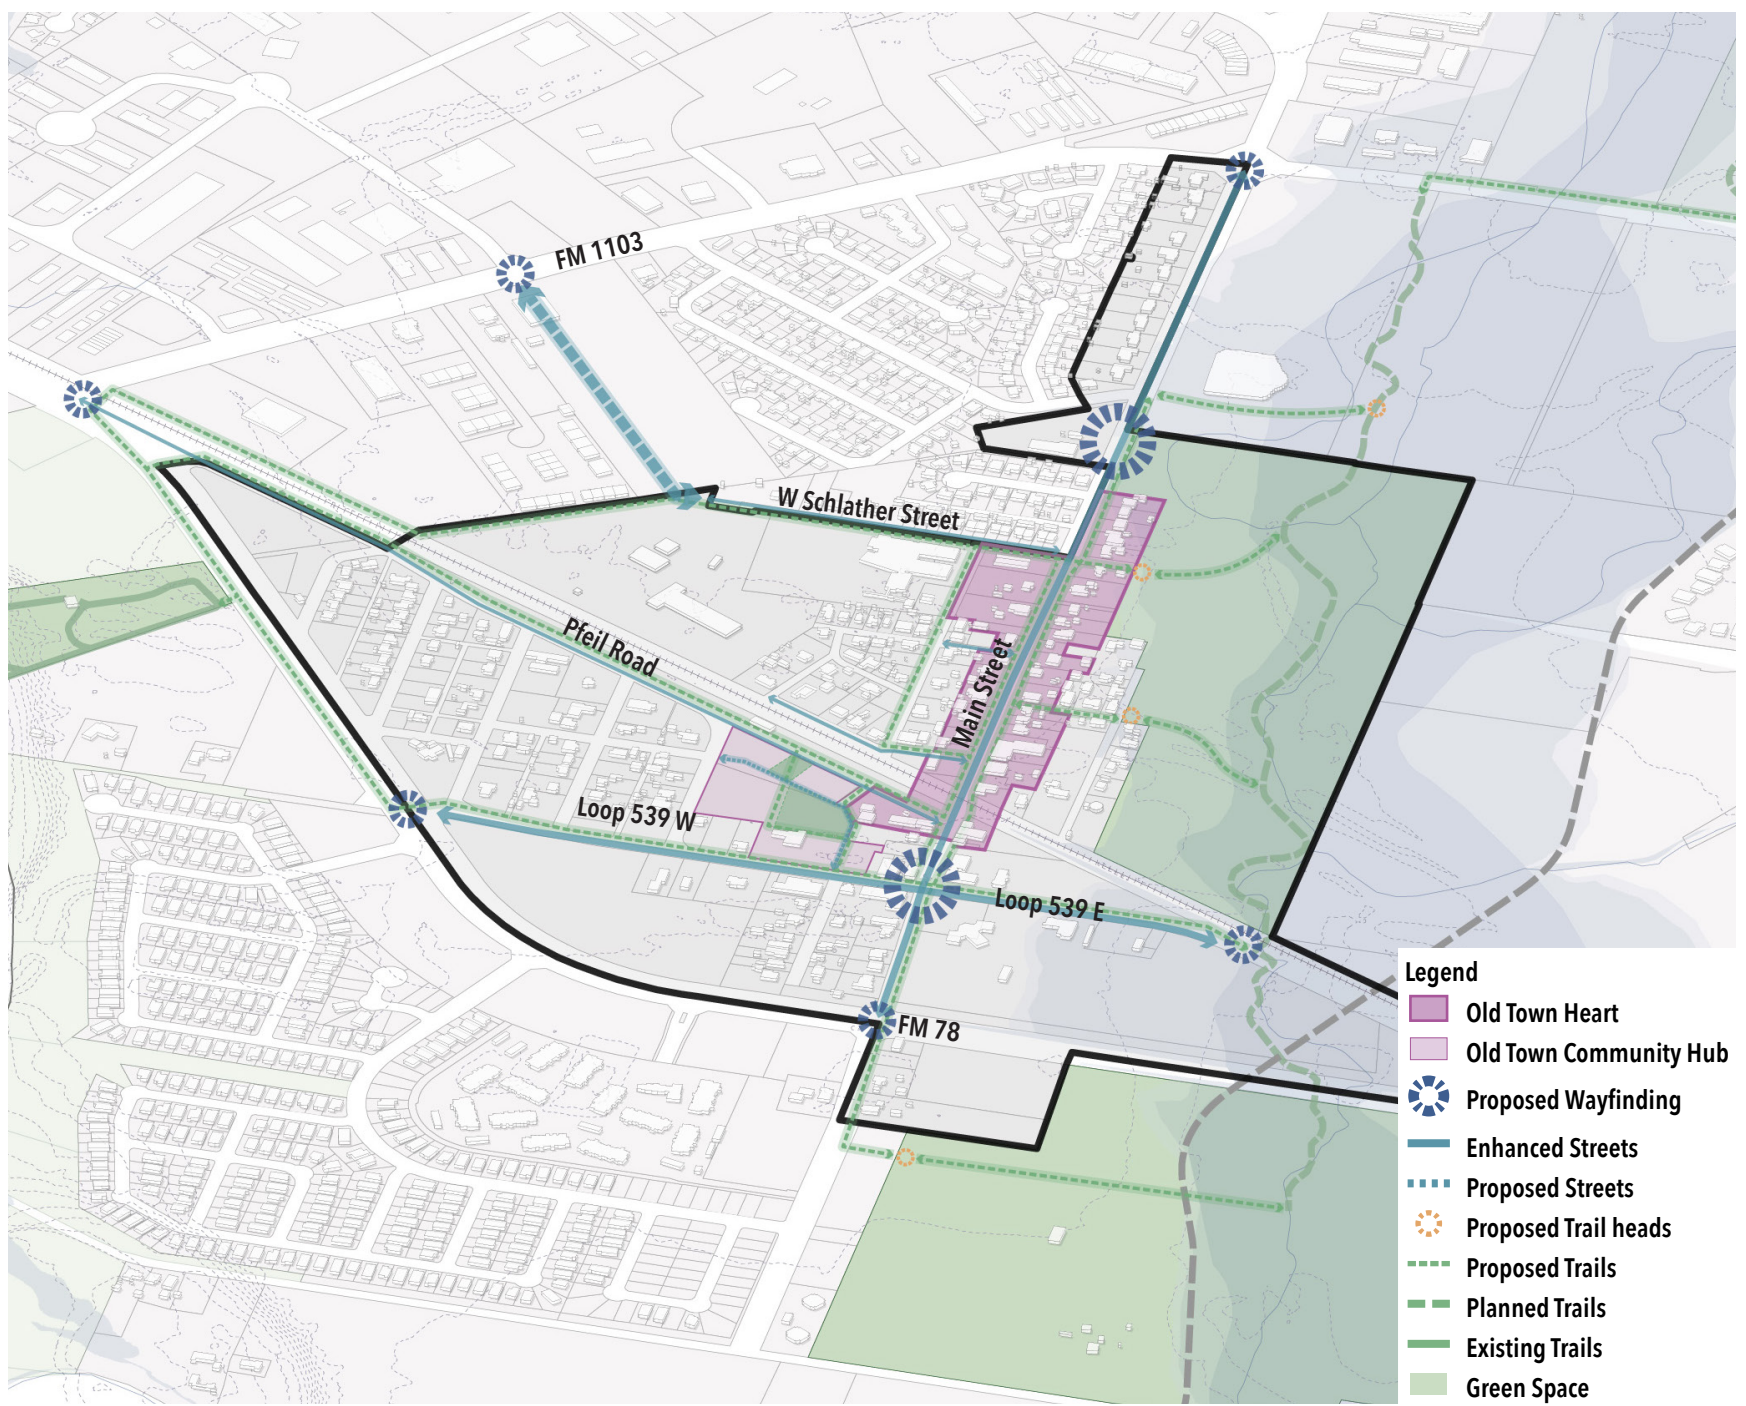 FM 1103
W Schlather Street
Pfeil Road
Main Street
Loop 539 W
Loop 539 E
FM 78
Legend
Old Town Heart
Old Town Community Hub
Proposed Wayfinding
Enhanced Streets
Proposed Streets
Proposed Trail heads
Proposed Trails
Planned Trails
Existing Trails
Green Space